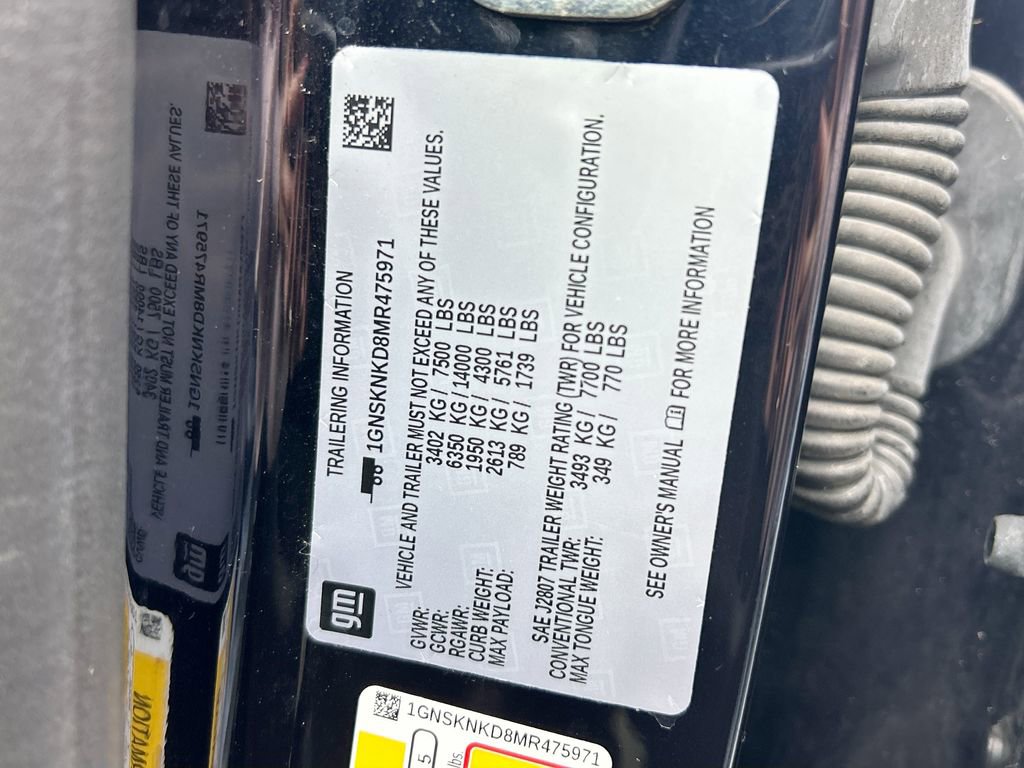 gm
TRAILERING INFORMATION
1GNSKNKD8MR475971
VEHICLE AND TRAILER MUST NOT EXCEED ANY OF THESE VALUES.
GVWR: 3402 KG / 7500 LBS
GCWR: 6350 KG / 14000 LBS
RGAWR: 1950 KG / 4300 LBS
CURB WEIGHT: 2613 KG / 5761 LBS
MAX PAYLOAD: 789 KG / 1739 LBS
SAE J2807 TRAILER WEIGHT RATING (TWR) FOR VEHICLE CONFIGURATION.
CONVENTIONAL TWR: 3493 KG / 7700 LBS
MAX TONGUE WEIGHT: 349 KG / 770 LBS
SEE OWNER'S MANUAL FOR MORE INFORMATION
1GNSKNKD8MR475971
5
lbs.